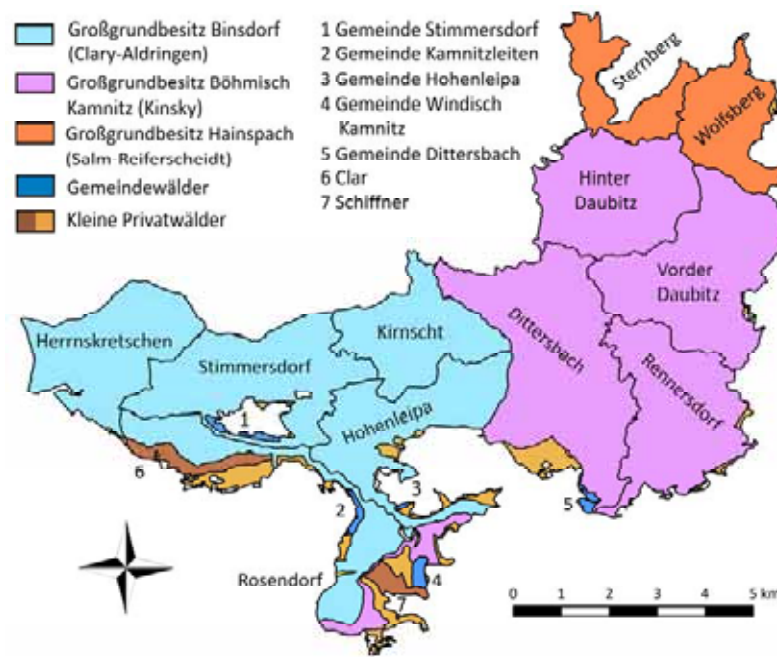 Großgrundbesitz Binsdorf
(Clary-Aldringen)
Großgrundbesitz Böhmisch
Kamnitz (Kinsky)
Großgrundbesitz Hainspach
(Salm-Reiferscheidt)
Gemeindewälder
Kleine Privatwälder
1 Gemeinde Stimmersdorf
2 Gemeinde Kamnitzleiten
3 Gemeinde Hohenleipa
4 Gemeinde Windisch
Kamnitz
5 Gemeinde Dittersbach
6 Clar
7 Schiffner
Sternberg
Wolfsberg
Hinter
Daubitz
Vorder
Daubitz
Dittersbach
Rennersdorf
Kirnscht
Herrnskretschen
Stimmersdorf
Hohenleipa
1
6
2
3
5
Rosendorf
4
7
0 1 2 3 4 5 km